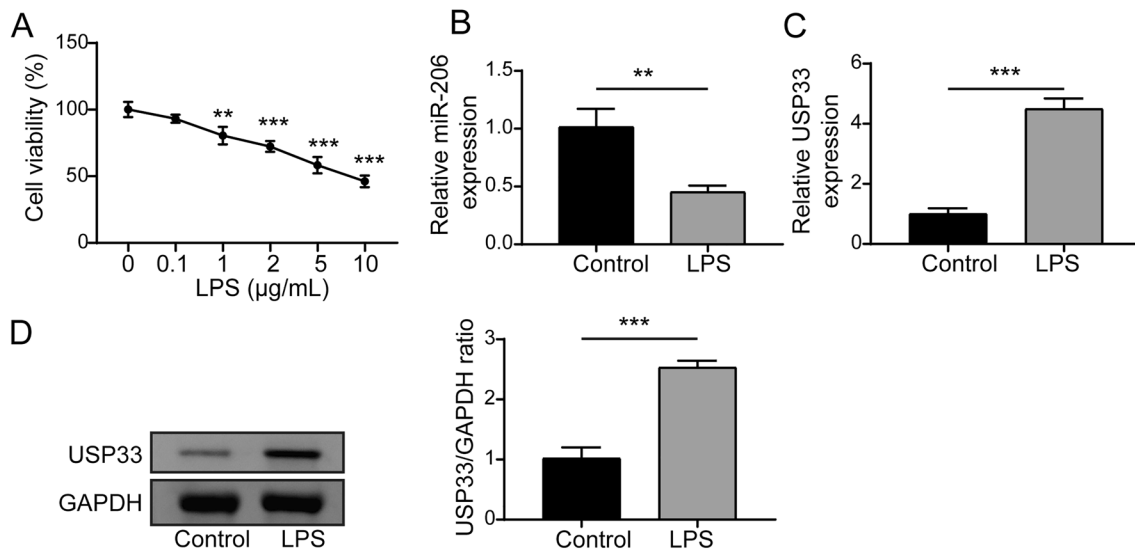 A
Cell viability (%)
150
100
50
0
**
***
***
***
0 0.1 1 2 5 10
LPS (µg/mL)
B
Relative miR-206
expression
1.5
1.0
0.5
0.0
**
Control LPS
C
Relative USP33
expression
6
4
2
0
***
Control LPS
D
USP33
GAPDH
Control LPS
USP33/GAPDH ratio
3
2
1
0
***
Control LPS